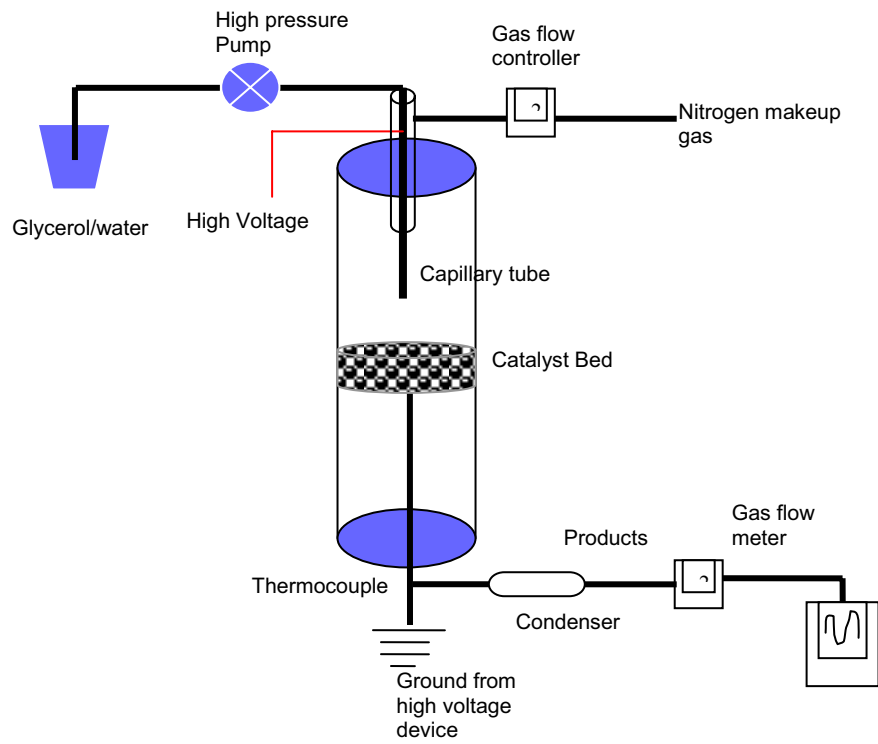 High pressure
Pump
Gas flow
controller
Nitrogen makeup
gas
Glycerol/water
High Voltage
Capillary tube
Catalyst Bed
Gas flow
meter
Products
Thermocouple
Condenser
Ground from
high voltage
device